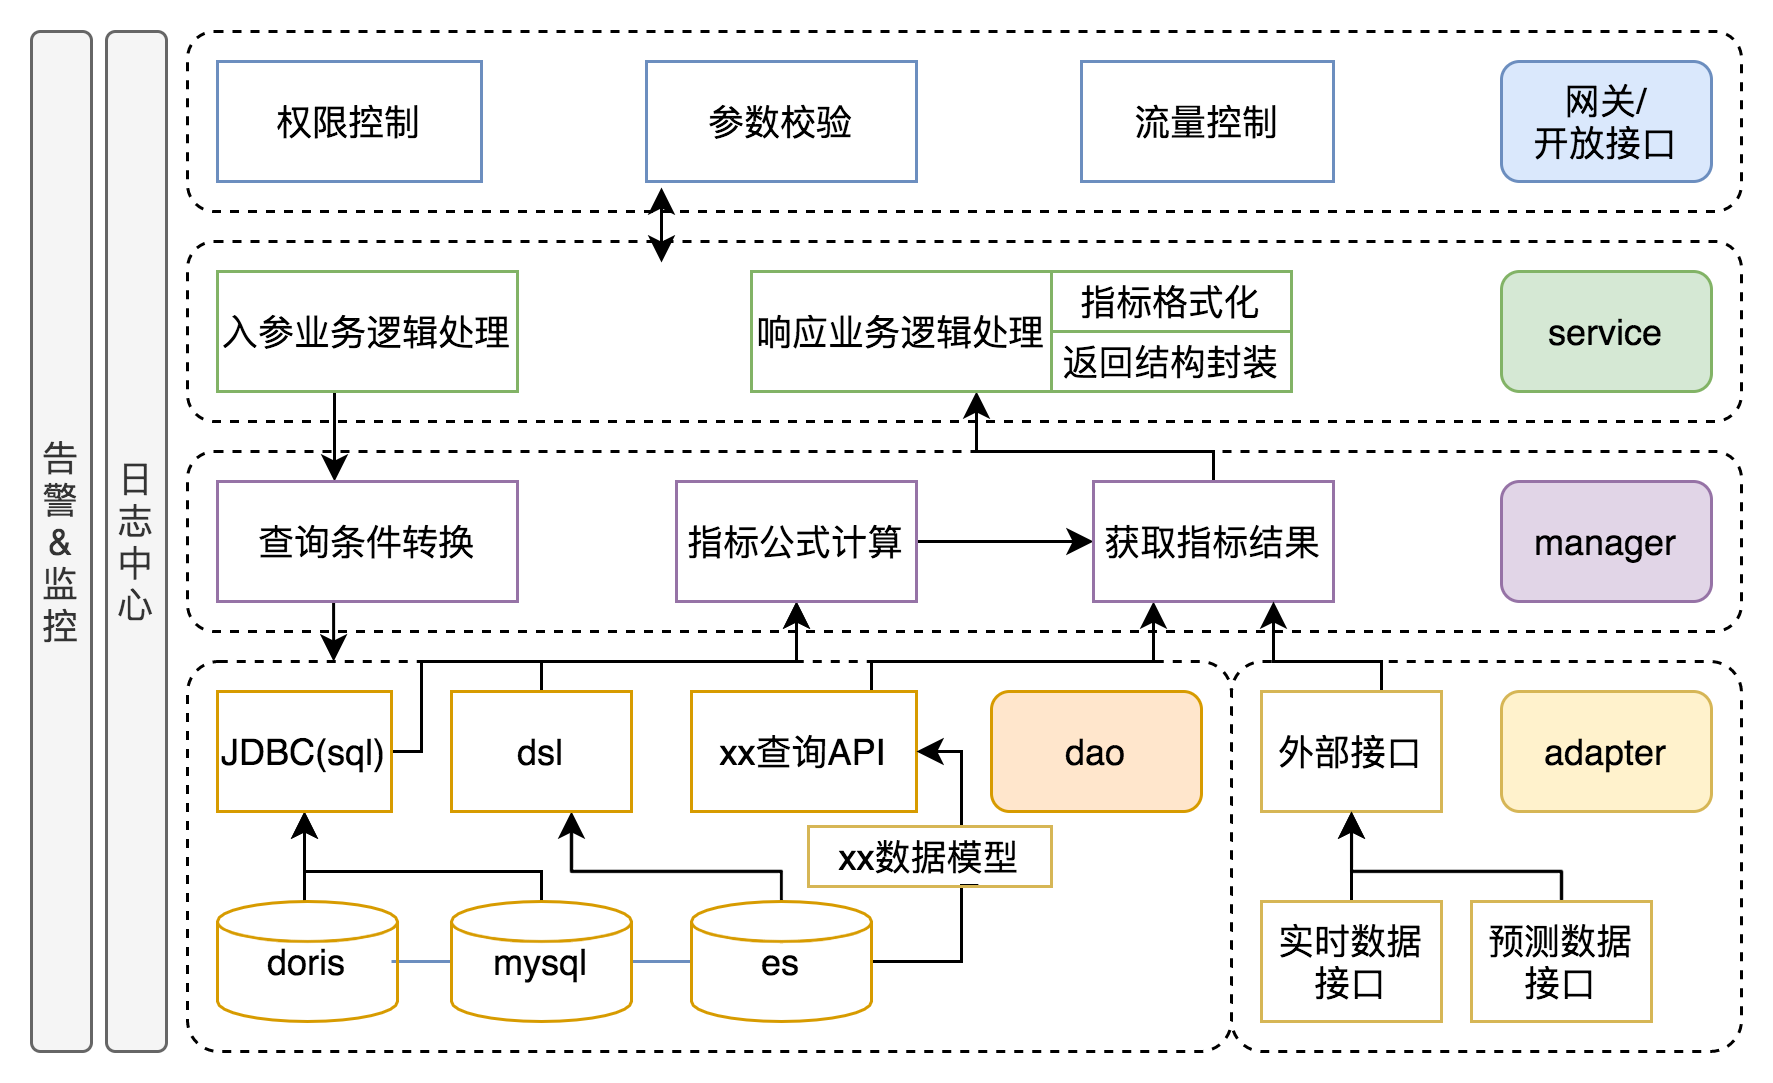 告
警
&
监
控
日
志
中
心
权限控制
参数校验
流量控制
网关/
开放接口
入参业务逻辑处理
响应业务逻辑处理
指标格式化
返回结构封装
service
查询条件转换
指标公式计算
获取指标结果
manager
JDBC(sql)
dsl
xx查询API
dao
外部接口
adapter
xx数据模型
doris
mysql
es
实时数据
接口
预测数据
接口